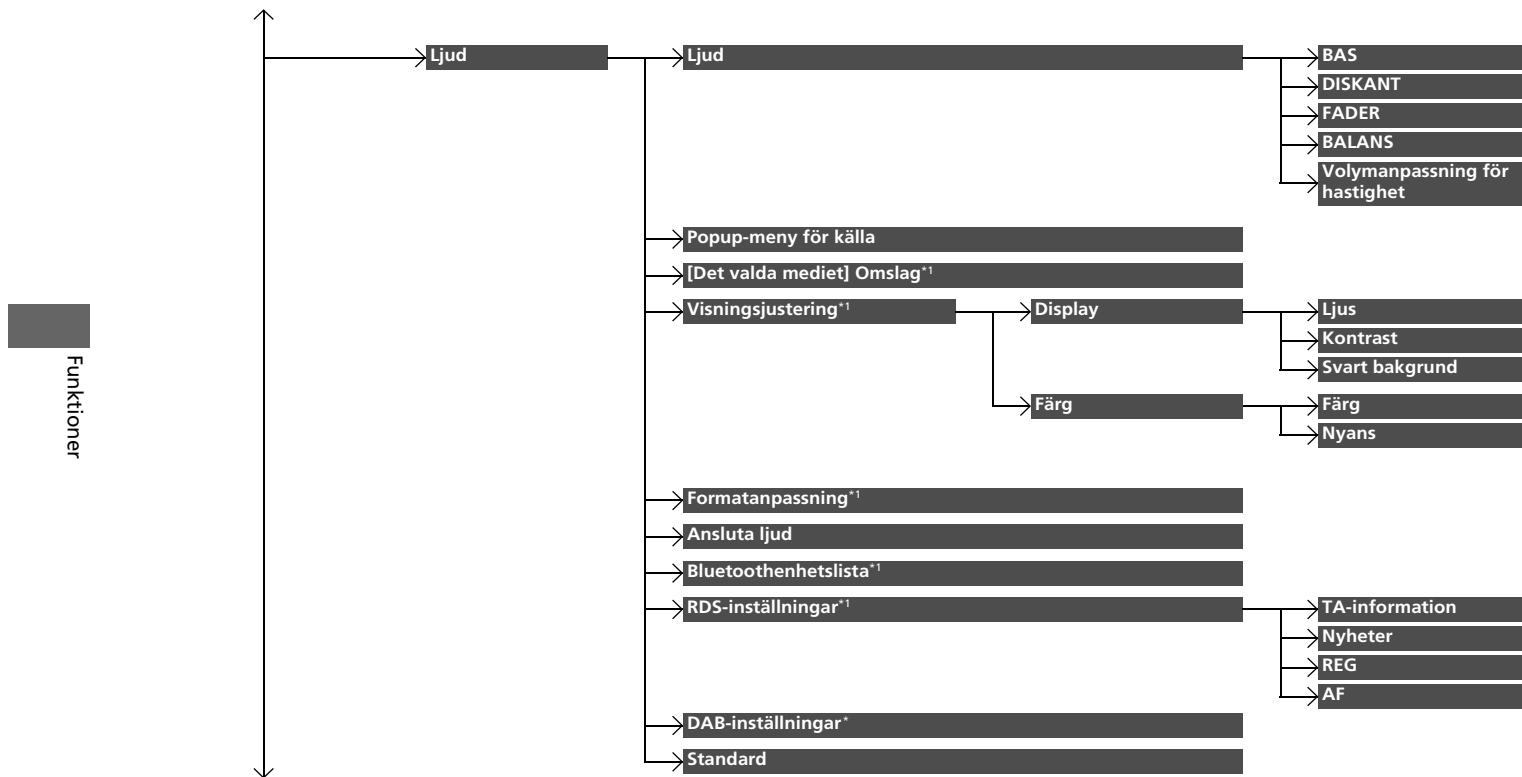 Ljud
Ljud
BAS
DISKANT
FADER
BALANS
Volymanpassning för
hastighet
Popup-meny för källa
[Det valda mediet] Omslag*1
Visningsjustering*1
Display
Ljus
Kontrast
Svart bakgrund
Färg
Färg
Nyans
Formatanpassning*1
Ansluta ljud
Bluetoothenhetslista*1
RDS-inställningar*1
TA-information
Nyheter
REG
AF
DAB-inställningar*
Standard
Funktioner